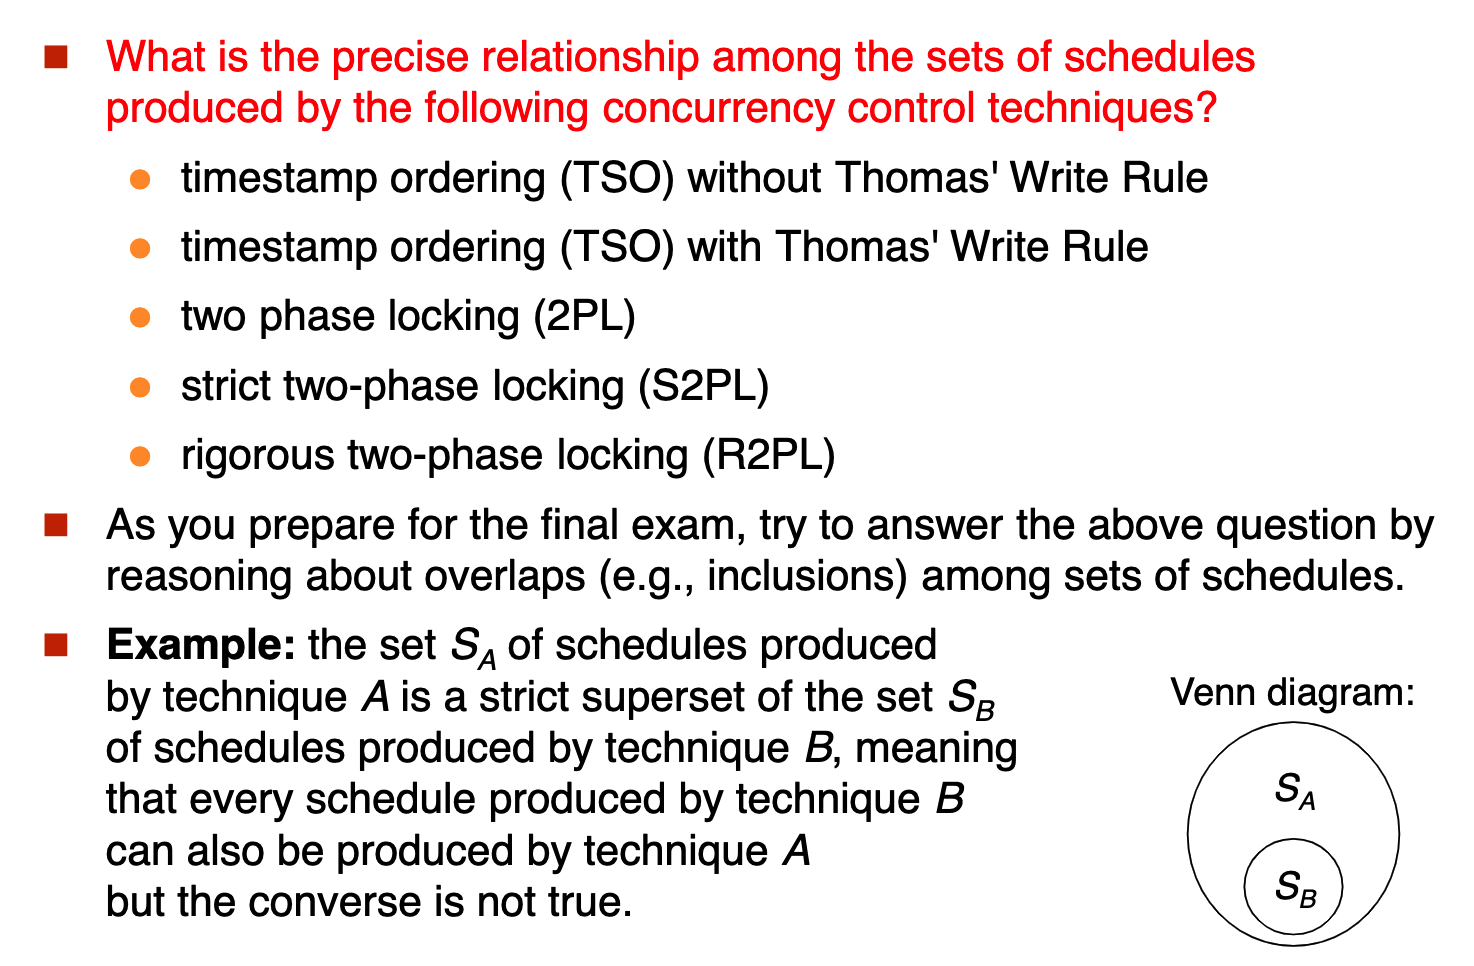 What is the precise relationship among the sets of schedules
produced by the following concurrency control techniques?
timestamp ordering (TSO) without Thomas' Write Rule
timestamp ordering (TSO) with Thomas' Write Rule
two phase locking (2PL)
strict two-phase locking (S2PL)
rigorous two-phase locking (R2PL)
As you prepare for the final exam, try to answer the above question by
reasoning about overlaps (e.g., inclusions) among sets of schedules.
Example: the set S_A of schedules produced
by technique A is a strict superset of the set S_B
of schedules produced by technique B, meaning
that every schedule produced by technique B
can also be produced by technique A
but the converse is not true.
Venn diagram:
S_A
S_B